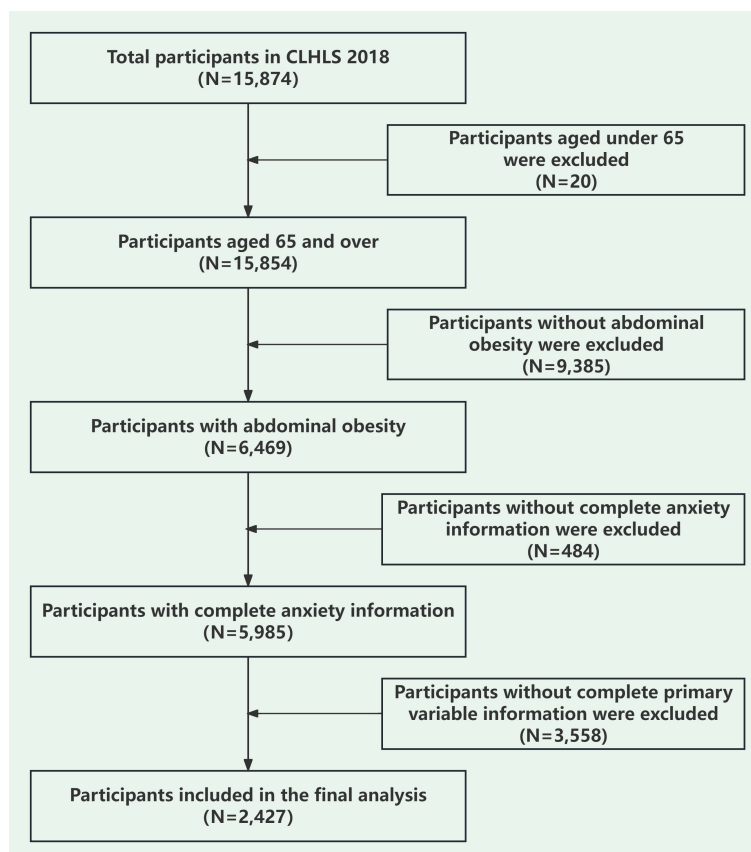 Total participants in CLHLS 2018
(N=15,874)
Participants aged under 65
were excluded
(N=20)
Participants aged 65 and over
(N=15,854)
Participants without abdominal
obesity were excluded
(N=9,385)
Participants with abdominal obesity
(N=6,469)
Participants without complete anxiety
information were excluded
(N=484)
Participants with complete anxiety information
(N=5,985)
Participants without complete primary
variable information were excluded
(N=3,558)
Participants included in the final analysis
(N=2,427)